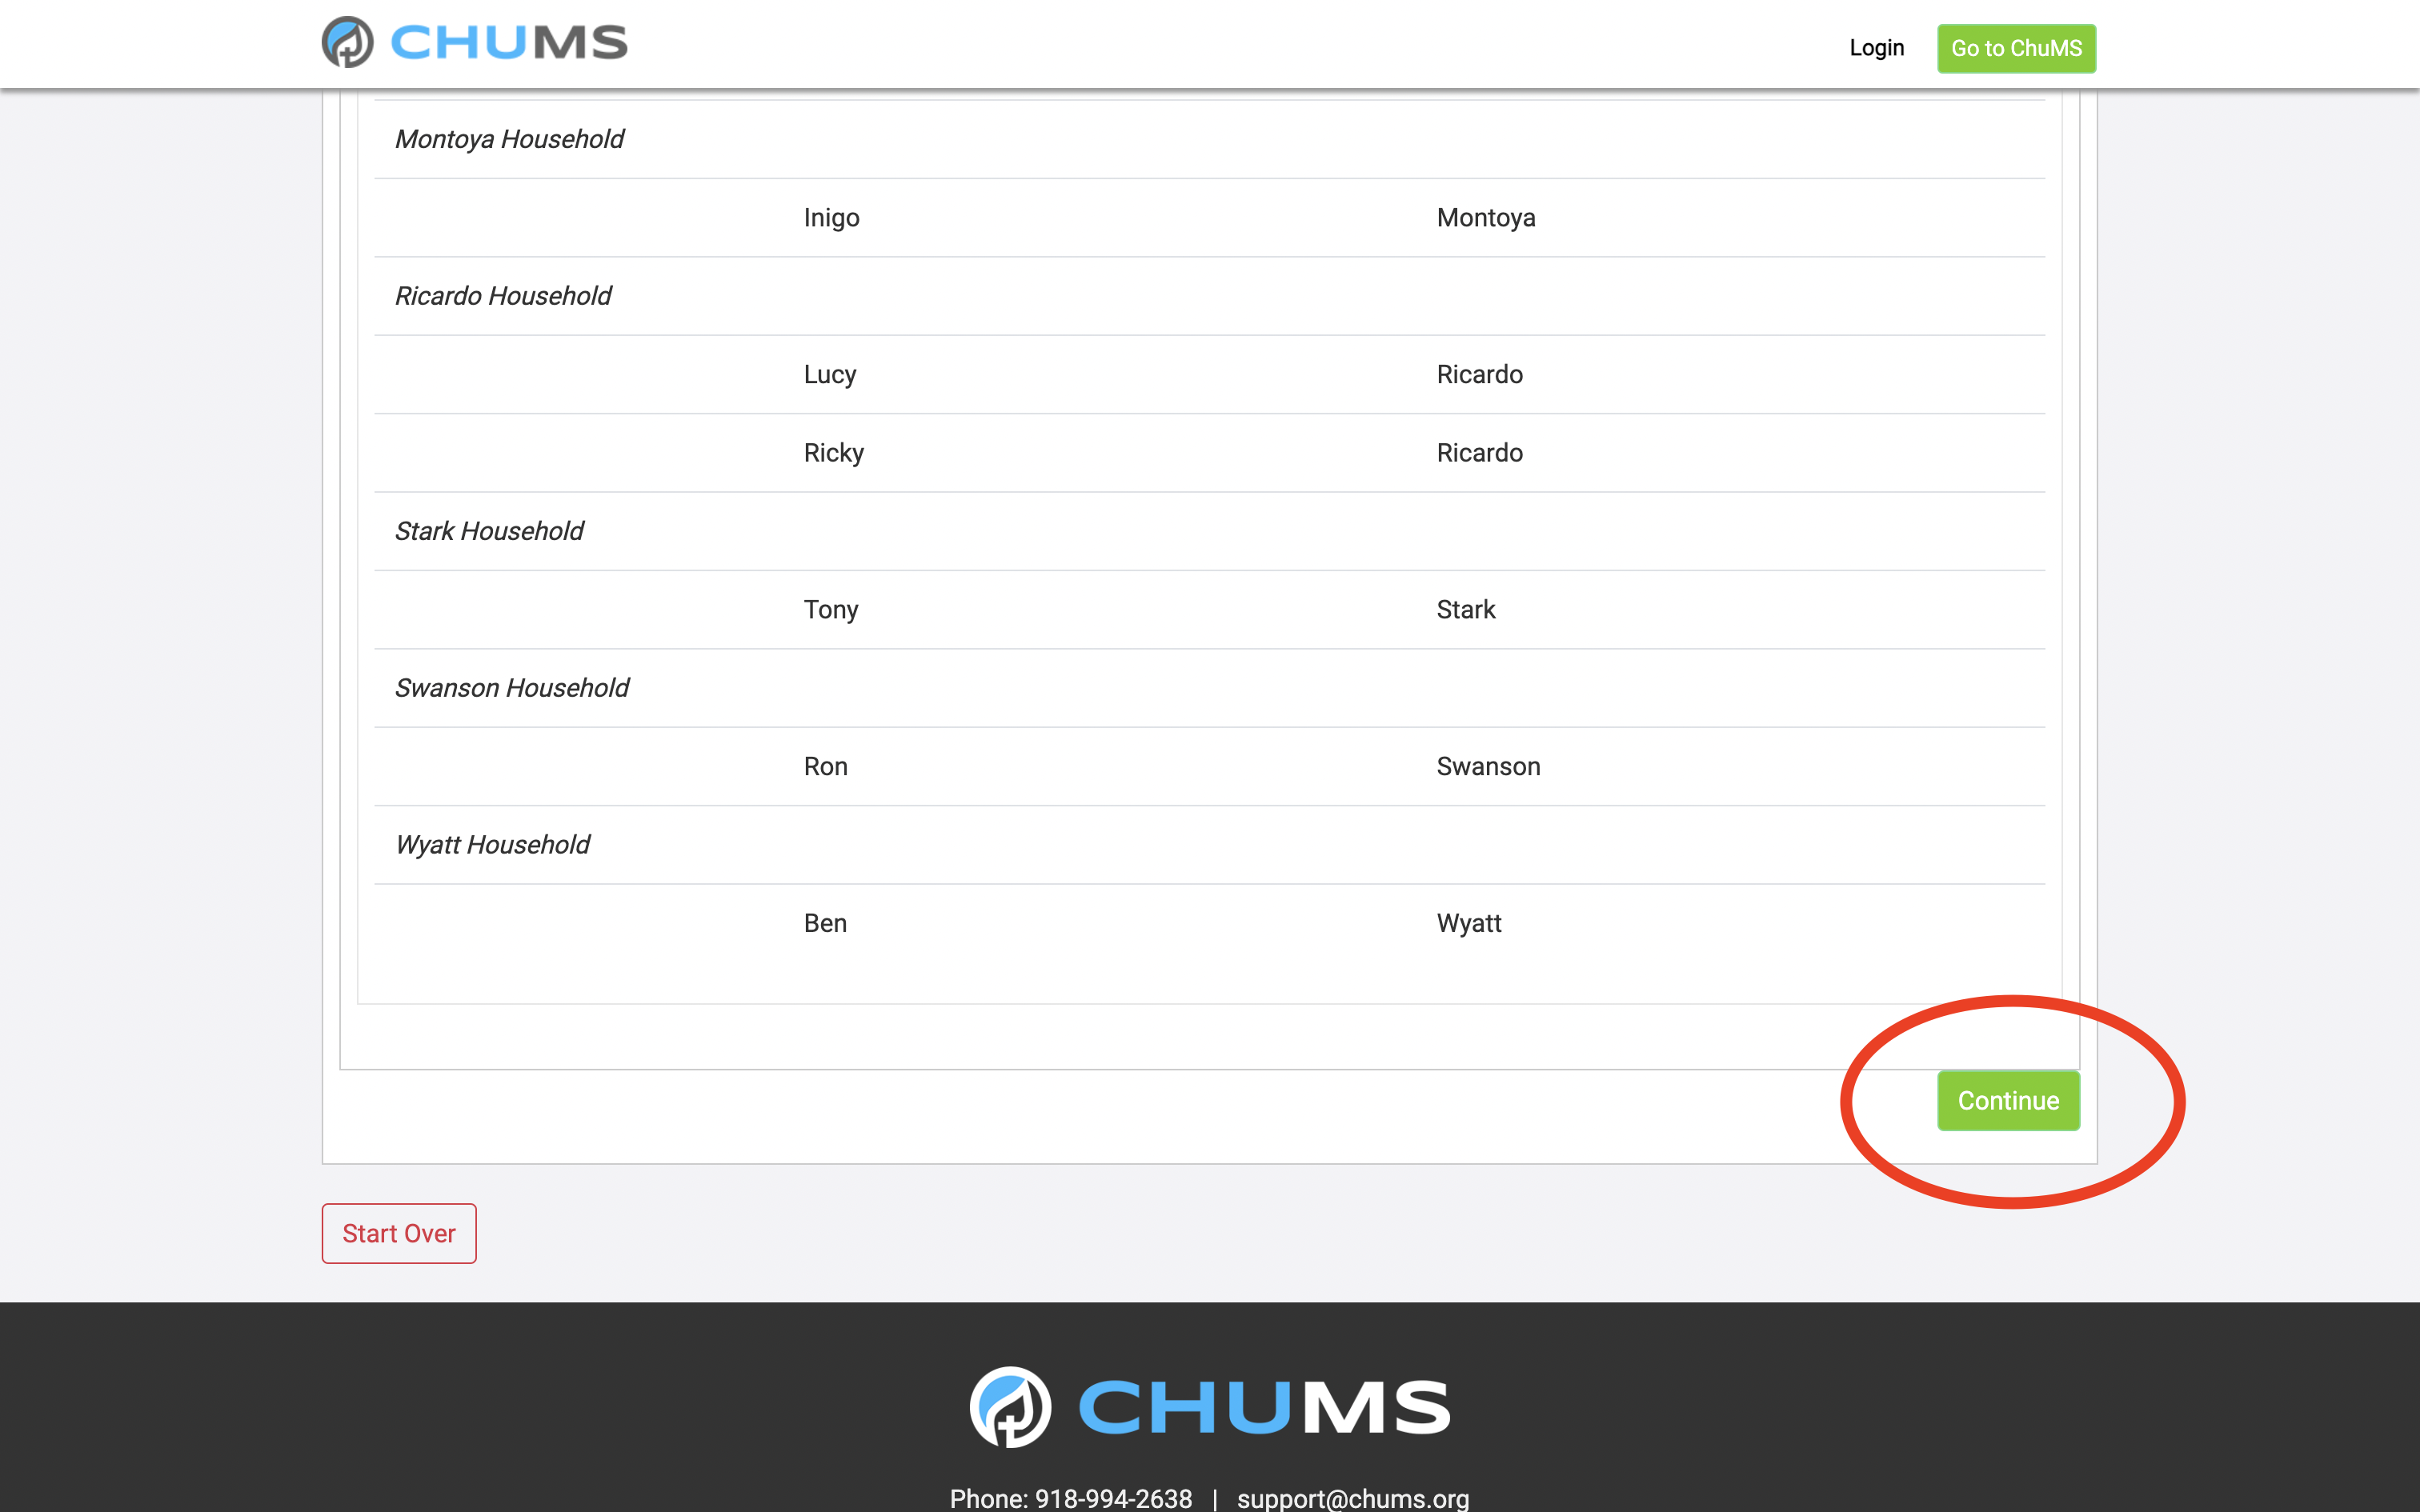 CHUMS
Login
Go to ChuMS
Montoya Household
Inigo Montoya
Ricardo Household
Lucy Ricardo
Ricky Ricardo
Stark Household
Tony Stark
Swanson Household
Ron Swanson
Wyatt Household
Ben Wyatt
Continue
Start Over
CHUMS
Phone: 918-994-2638 | support@chums.org